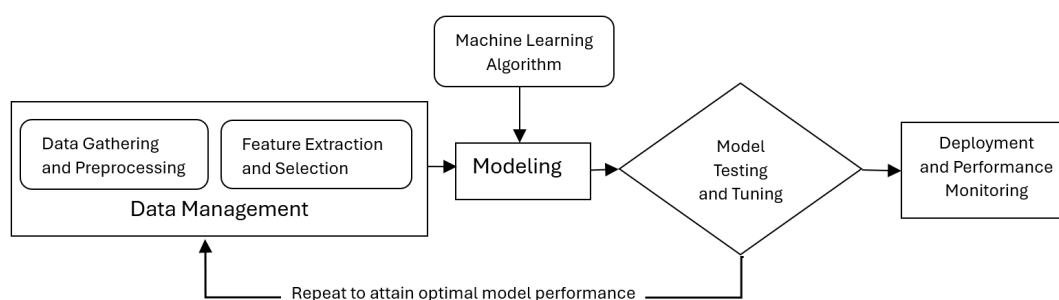 Machine Learning
Algorithm
Data Gathering
and Preprocessing
Feature Extraction
and Selection
Data Management
Modeling
Model
Testing
and Tuning
Deployment
and Performance
Monitoring
Repeat to attain optimal model performance